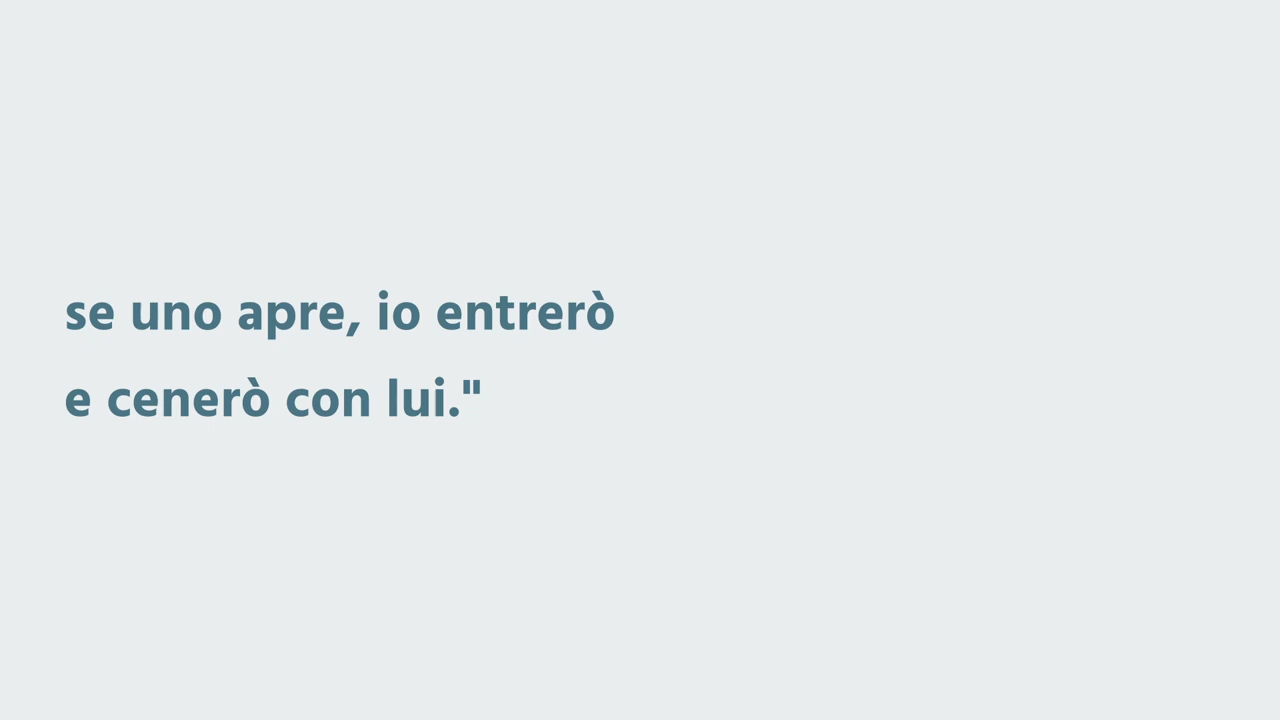 se uno apre, io entrerò
e cenerò con lui."